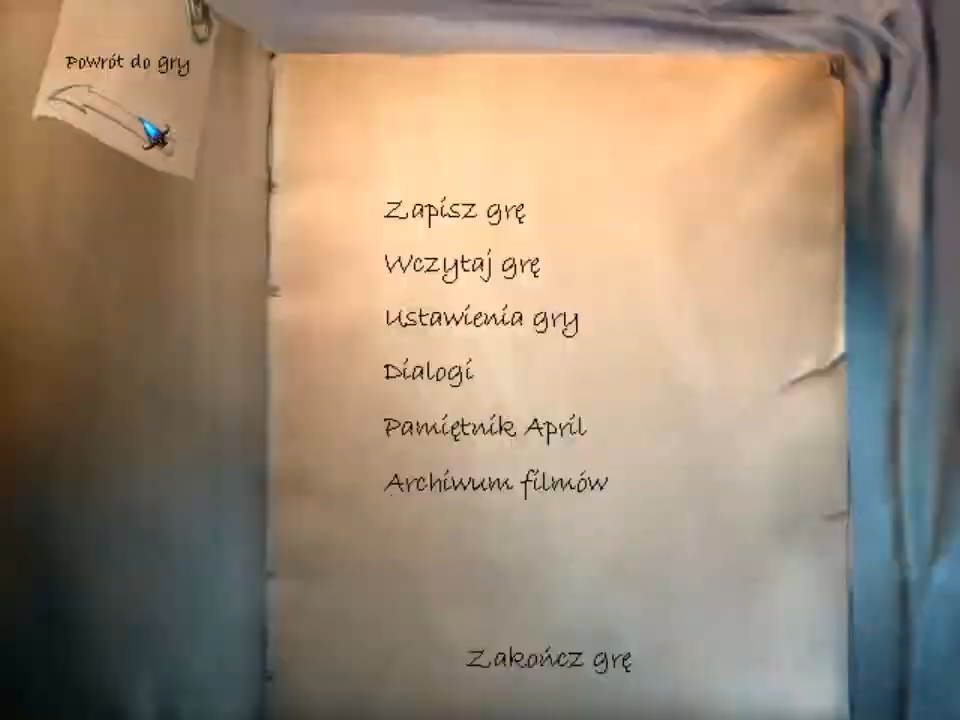 Powrót do gry
Zapisz grę
Wczytaj grę
Ustawienia gry
Dialogi
Pamiętnik April
Archiwum filmów
Zakończ grę